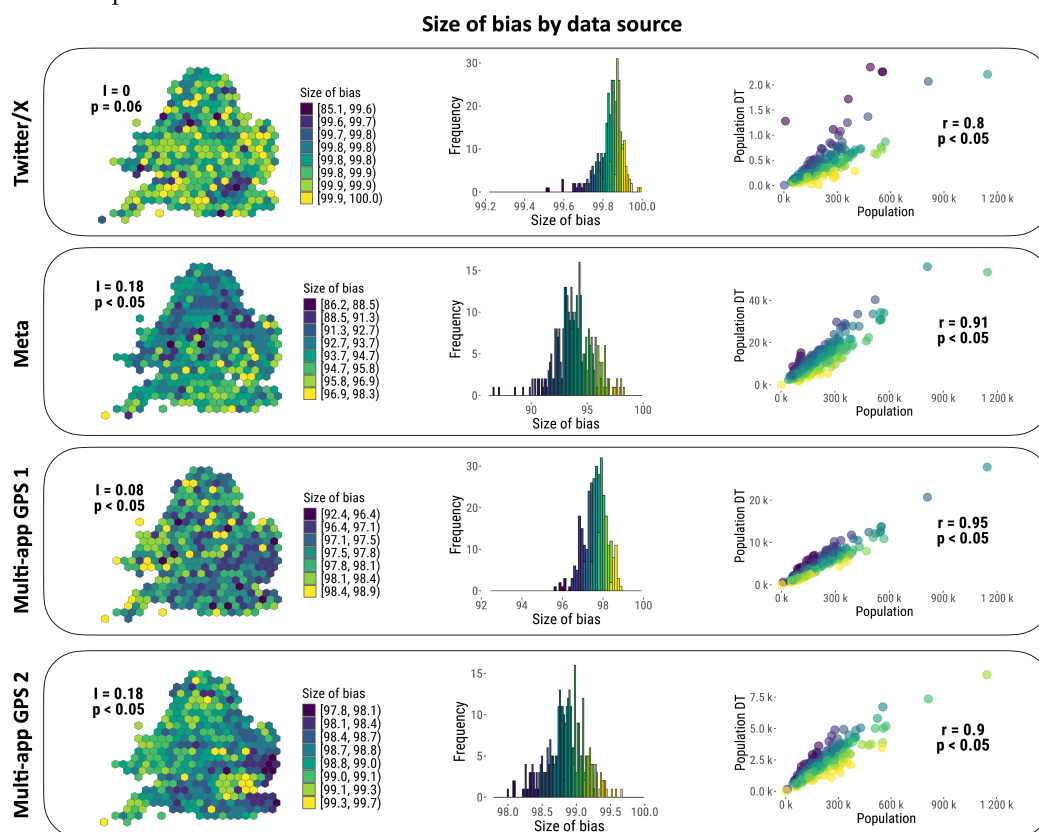 Size of bias by data source
Twitter/X
I = 0
p = 0.06
Size of bias
[85.1, 99.6)
[99.6, 99.7)
[99.7, 99.8)
[99.8, 99.8)
[99.8, 99.8)
[99.8, 99.9)
[99.9, 99.9)
[99.9, 100.0)
Frequency
30
20
10
0
99.2 99.4 99.6 99.8 100.0
Size of bias
Population DT
2.0 k
1.5 k
1.0 k
0.5 k
0.0 k
0 k 300 k 600 k 900 k 1 200 k
Population
r = 0.8
p < 0.05
Meta
I = 0.18
p < 0.05
Size of bias
[86.2, 88.5)
[88.5, 91.3)
[91.3, 92.7)
[92.7, 93.7)
[93.7, 94.7)
[94.7, 95.8)
[95.8, 96.9)
[96.9, 98.3)
Frequency
15
10
5
0
90 95 100
Size of bias
Population DT
40 k
20 k
0 k
0 k 300 k 600 k 900 k 1 200 k
Population
r = 0.91
p < 0.05
Multi-app GPS 1
I = 0.08
p < 0.05
Size of bias
[92.4, 96.4)
[96.4, 97.1)
[97.1, 97.5)
[97.5, 97.8)
[97.8, 98.1)
[98.1, 98.4)
[98.4, 98.9)
Frequency
30
20
10
0
92 94 96 98 100
Size of bias
Population DT
20 k
10 k
0 k
0 k 300 k 600 k 900 k 1 200 k
Population
r = 0.95
p < 0.05
Multi-app GPS 2
I = 0.18
p < 0.05
Size of bias
[97.8, 98.1)
[98.1, 98.4)
[98.4, 98.7)
[98.7, 98.8)
[98.8, 99.0)
[99.0, 99.1)
[99.1, 99.3)
[99.3, 99.7)
Frequency
15
10
5
0
98.0 98.5 99.0 99.5 100.0
Size of bias
Population DT
7.5 k
5.0 k
2.5 k
0.0 k
0 k 300 k 600 k 900 k 1 200 k
Population
r = 0.9
p < 0.05